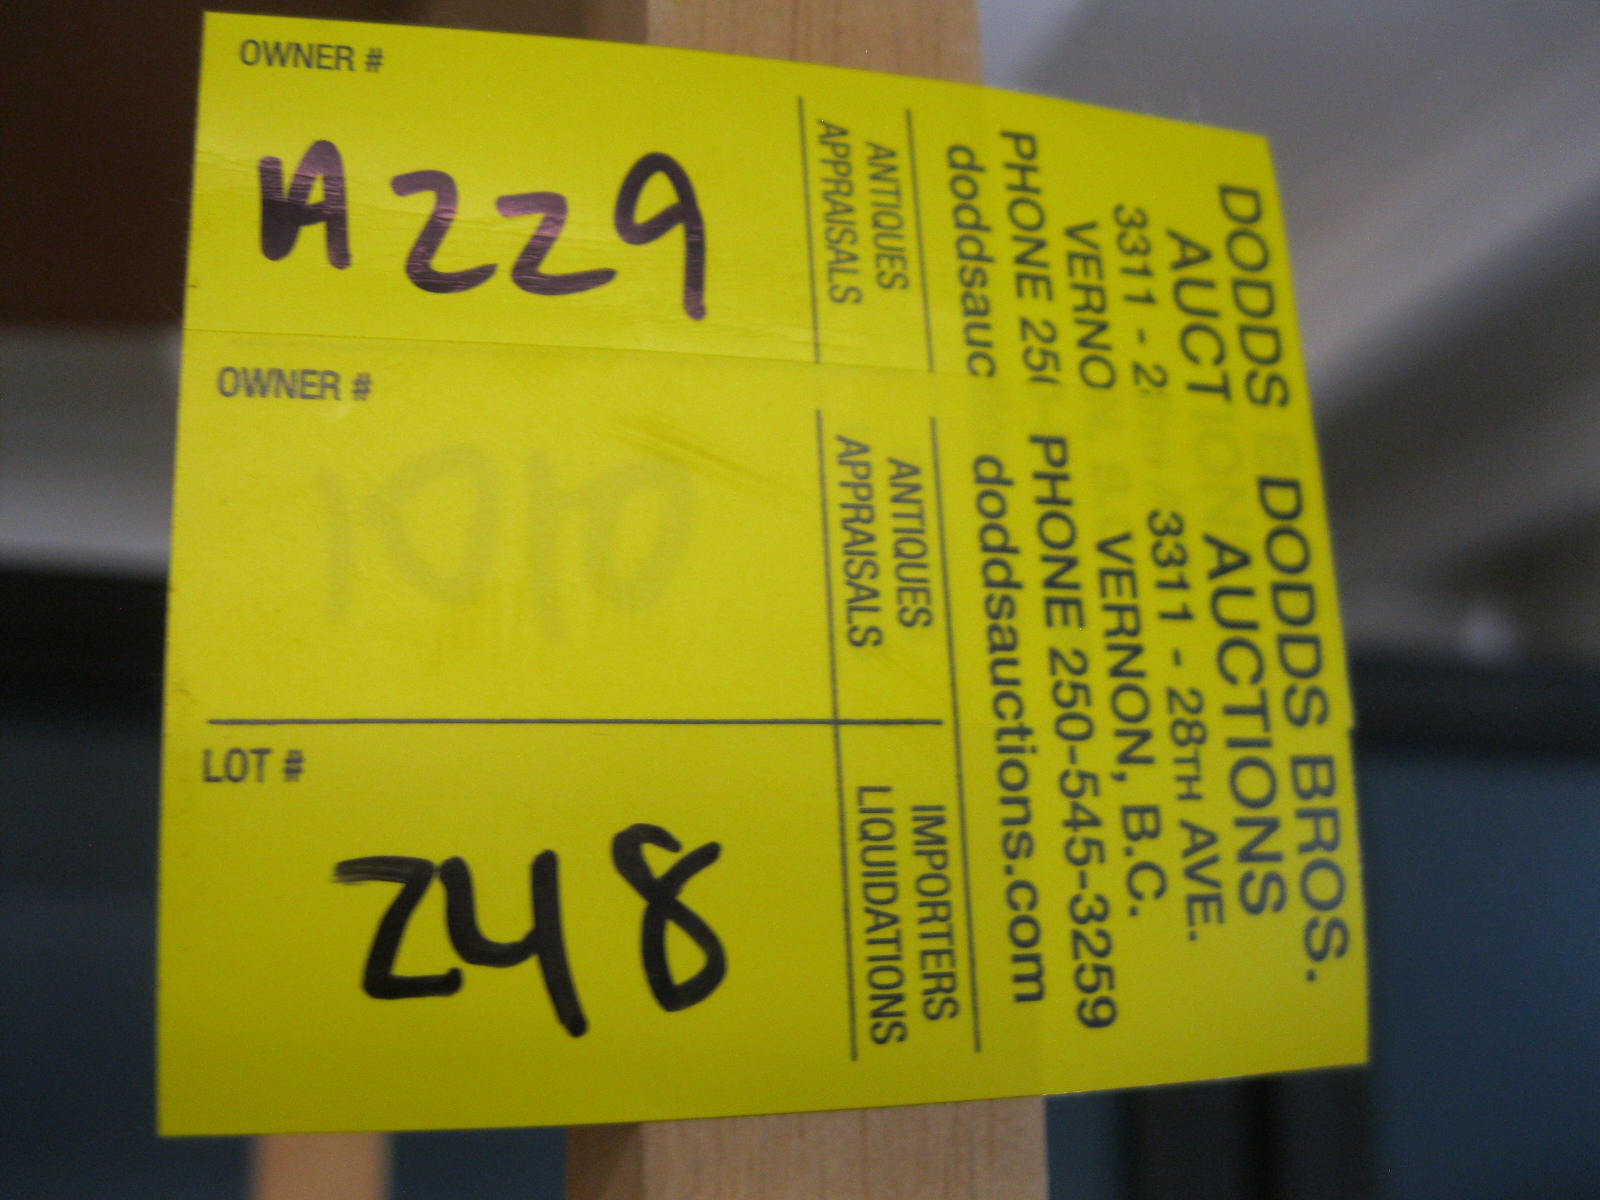 OWNER #
A229
ANTIQUES
APPRAISALS
DODDS
AUCT
3311 - 2
VERNO
PHONE 25
doddsauc
OWNER #
LOT #
248
ANTIQUES IMPORTERS
APPRAISALS LIQUIDATIONS
DODDS BROS.
AUCTIONS
3311 - 28TH AVE.
VERNON, B.C.
PHONE 250-545-3259
doddsauctions.com